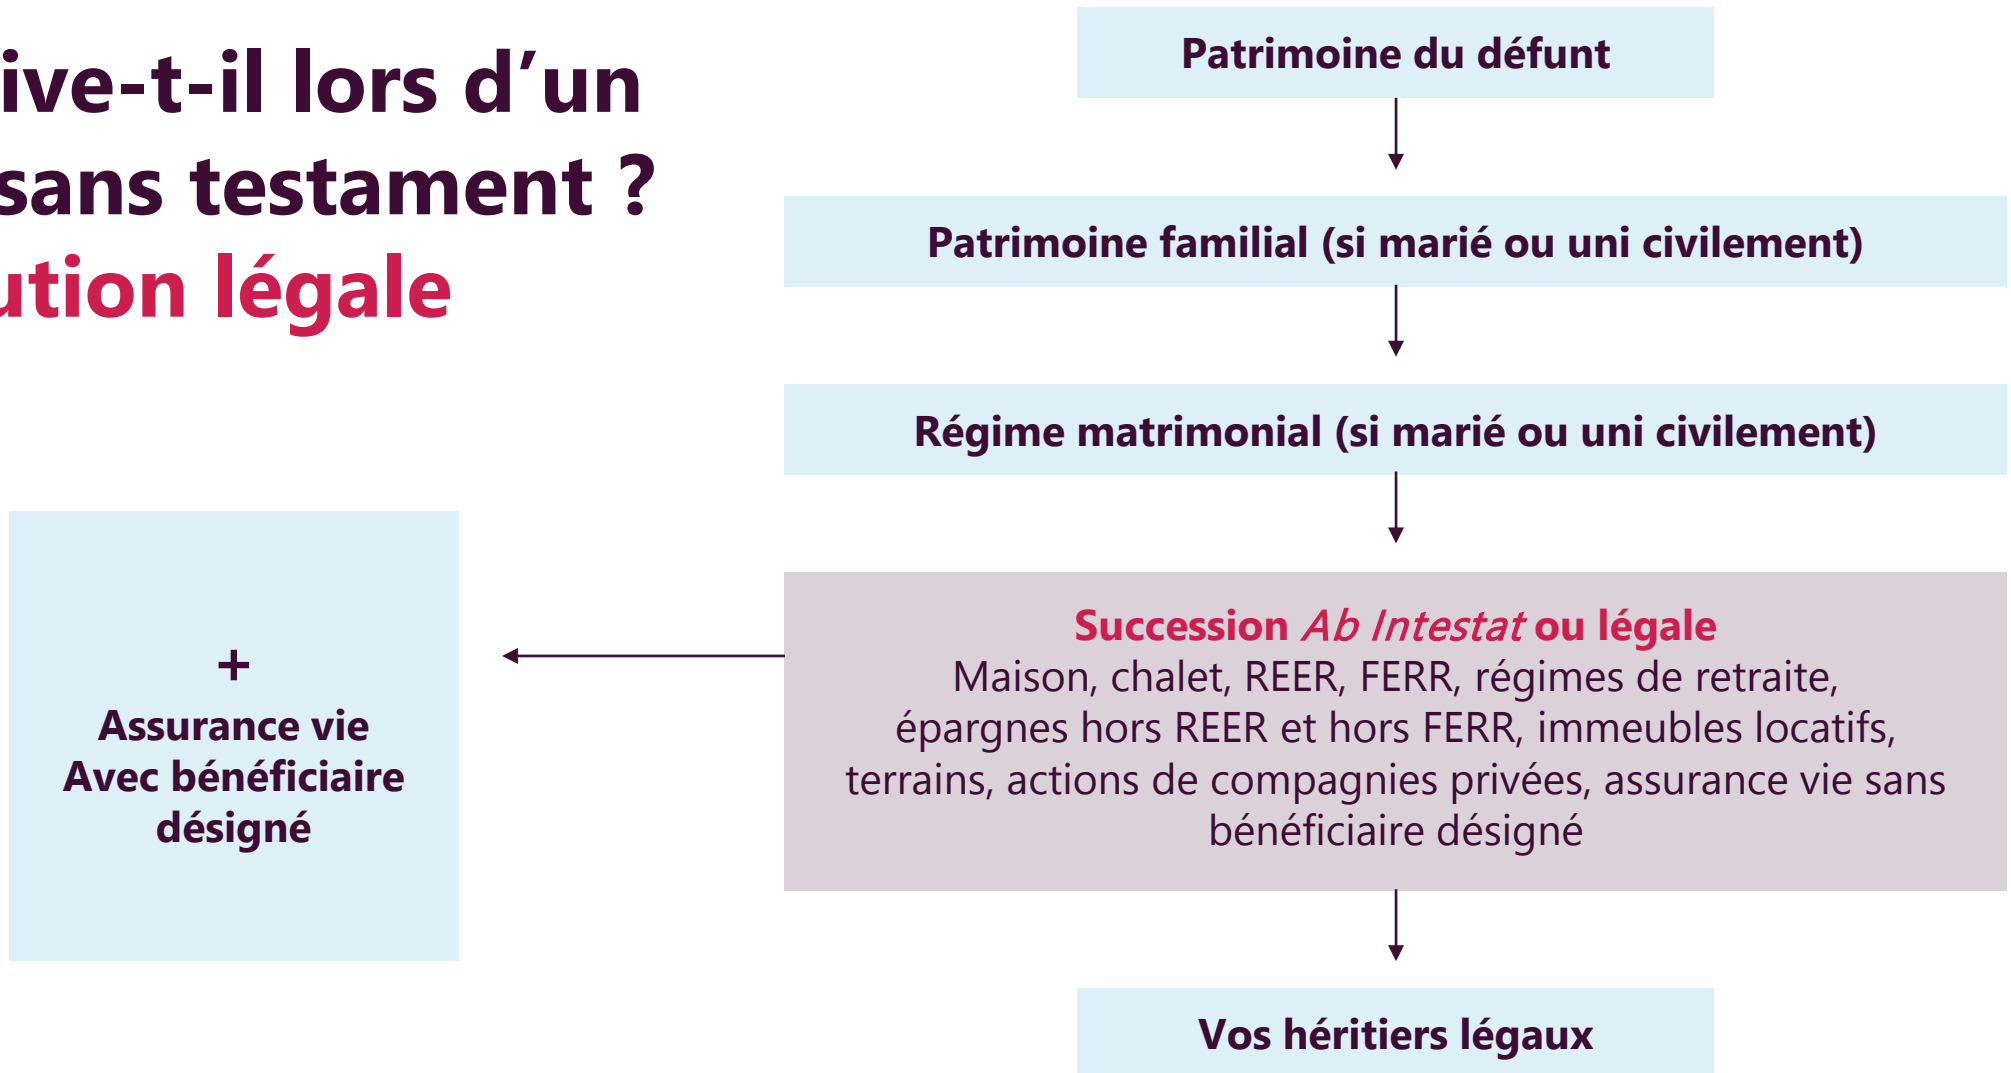 ive-t-il lors d’un
sans testament ?
ution légale
Patrimoine du défunt
Patrimoine familial (si marié ou uni civilement)
Régime matrimonial (si marié ou uni civilement)
Succession Ab Intestat ou légale
Maison, chalet, REER, FERR, régimes de retraite,
épargnes hors REER et hors FERR, immeubles locatifs,
terrains, actions de compagnies privées, assurance vie sans
bénéficiaire désigné
+
Assurance vie
Avec bénéficiaire
désigné
Vos héritiers légaux